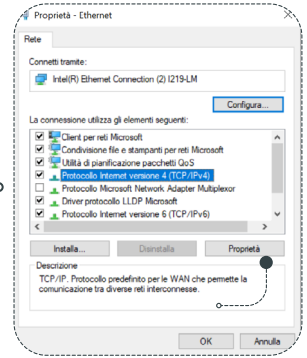 Proprietà - Ethernet
Rete
Connetti tramite:
Intel(R) Ethernet Connection (2) I219-LM
Configura...
La connessione utilizza gli elementi seguenti:
Client per reti Microsoft
Condivisione file e stampanti per reti Microsoft
Utilità di pianificazione pacchetti QoS
Protocollo Internet versione 4 (TCP/IPv4)
Protocollo Microsoft Network Adapter Multiplexor
Driver protocollo LLDP Microsoft
Protocollo Internet versione 6 (TCP/IPv6)
Installa...
Disinstalla
Proprietà
Descrizione
TCP/IP. Protocollo predefinito per le WAN che permette la
comunicazione tra diverse reti interconnesse.
OK
Annulla